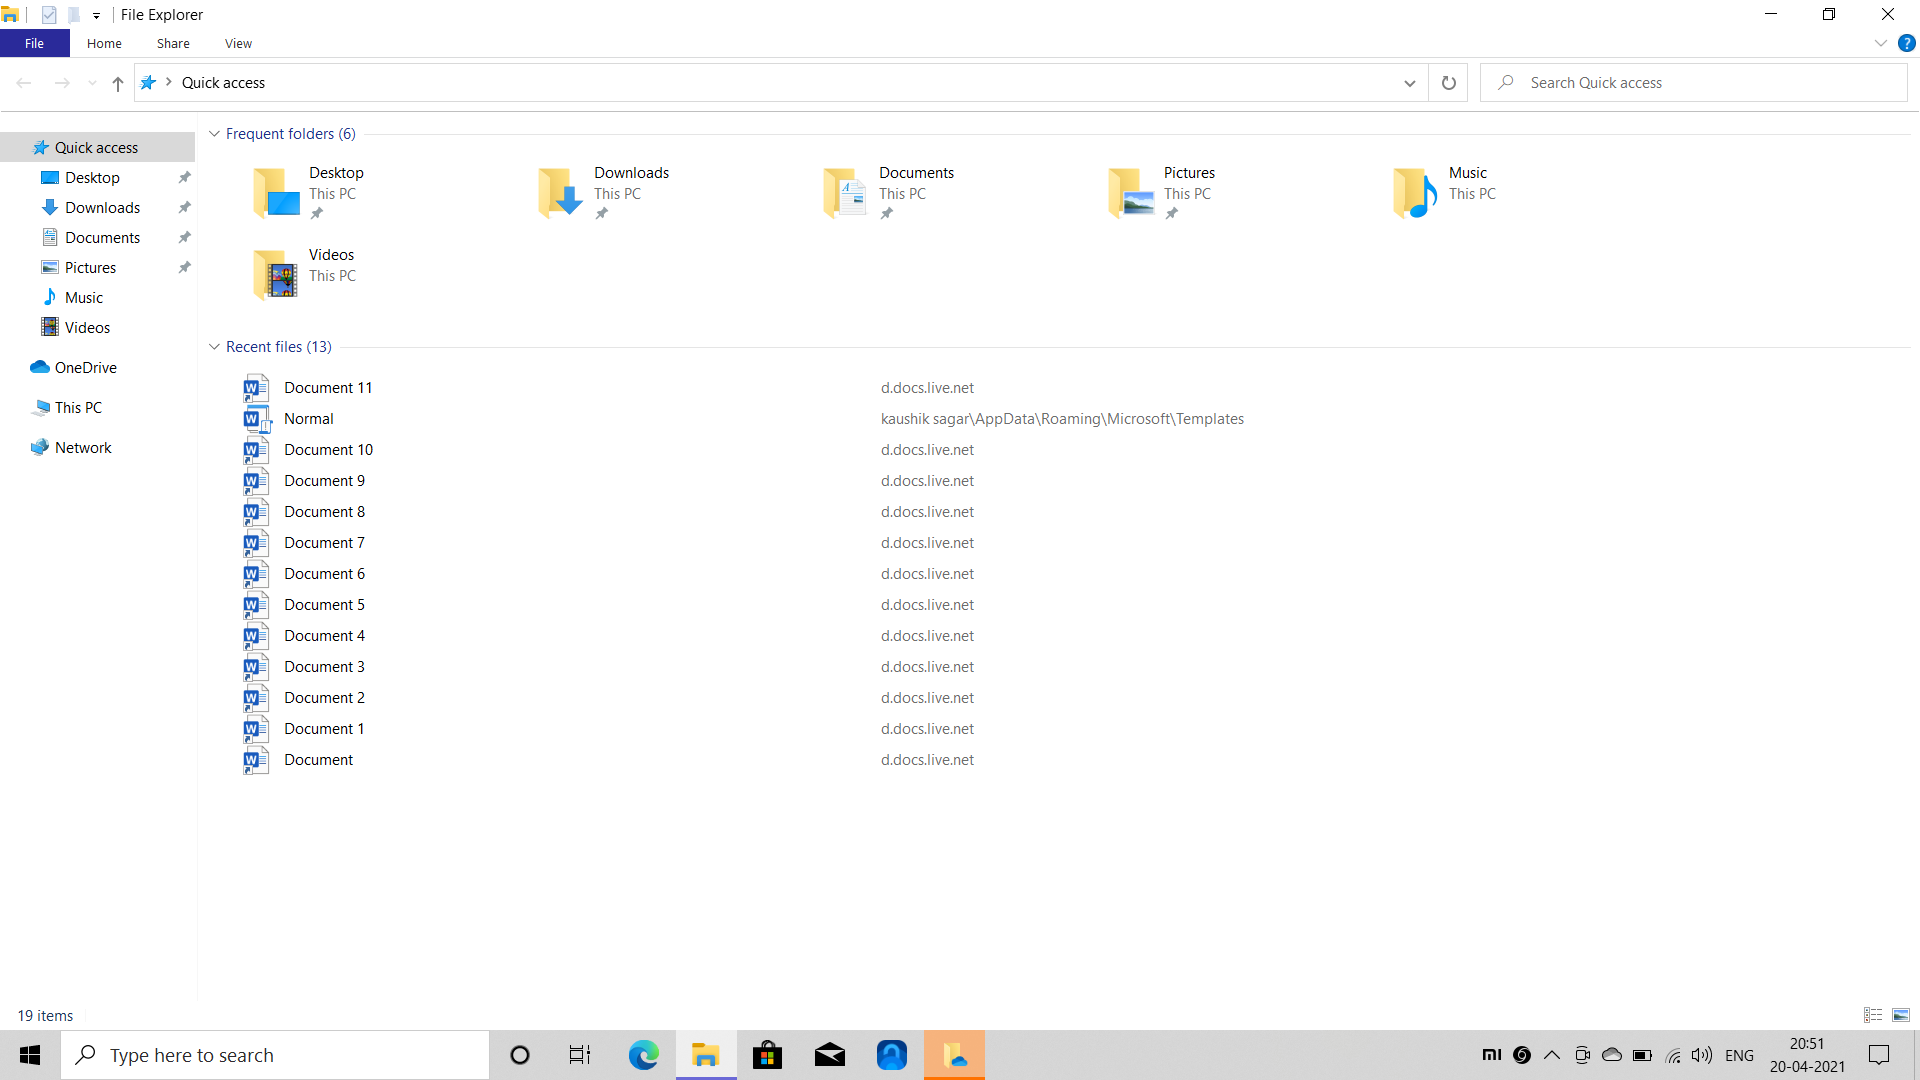 File Explorer
File Home Share View
Quick access
Search Quick access
Quick access
Desktop
Downloads
Documents
Pictures
Music
Videos
OneDrive
This PC
Network
Frequent folders (6)
Desktop
This PC
Downloads
This PC
Documents
This PC
Pictures
This PC
Music
This PC
Videos
This PC
Recent files (13)
Document 11 d.docs.live.net
Normal kaushik sagar\AppData\Roaming\Microsoft\Templates
Document 10 d.docs.live.net
Document 9 d.docs.live.net
Document 8 d.docs.live.net
Document 7 d.docs.live.net
Document 6 d.docs.live.net
Document 5 d.docs.live.net
Document 4 d.docs.live.net
Document 3 d.docs.live.net
Document 2 d.docs.live.net
Document 1 d.docs.live.net
Document d.docs.live.net
19 items
Type here to search
mi
ENG
20:51
20-04-2021